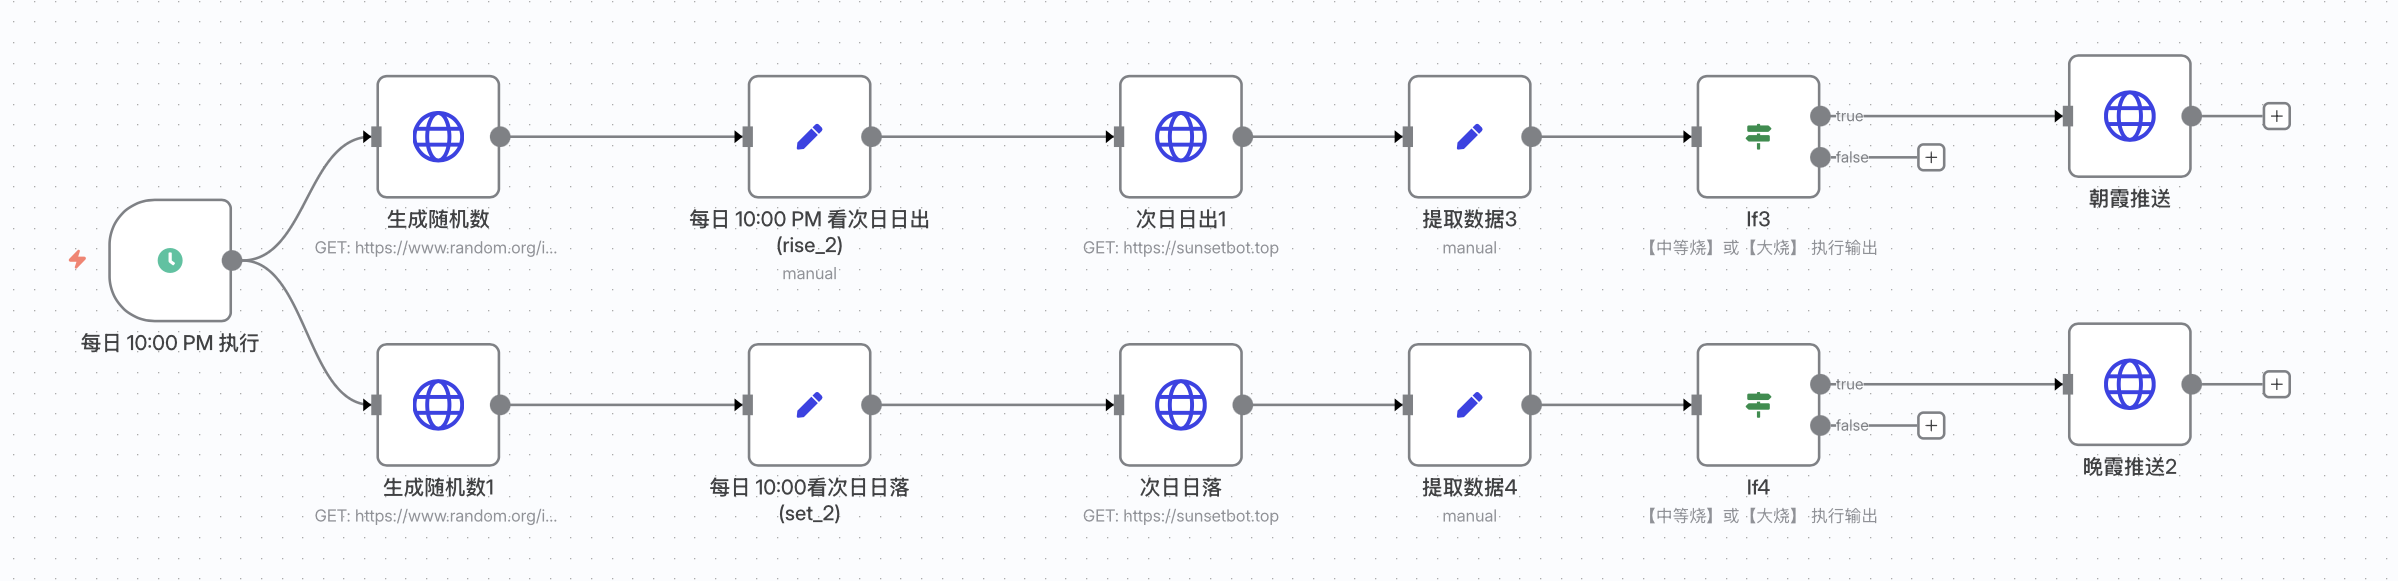 每日 10:00 PM 执行
生成随机数
GET: https://www.random.org/i...
每日 10:00 PM 看次日日出
(rise_2)
manual
次日日出1
GET: https://sunsetbot.top
提取数据3
manual
true
false
If3
【中等烧】或【大烧】 执行输出
朝霞推送
生成随机数1
GET: https://www.random.org/i...
每日 10:00看次日日落
(set_2)
manual
次日日落
GET: https://sunsetbot.top
提取数据4
manual
true
false
If4
【中等烧】或【大烧】 执行输出
晚霞推送2